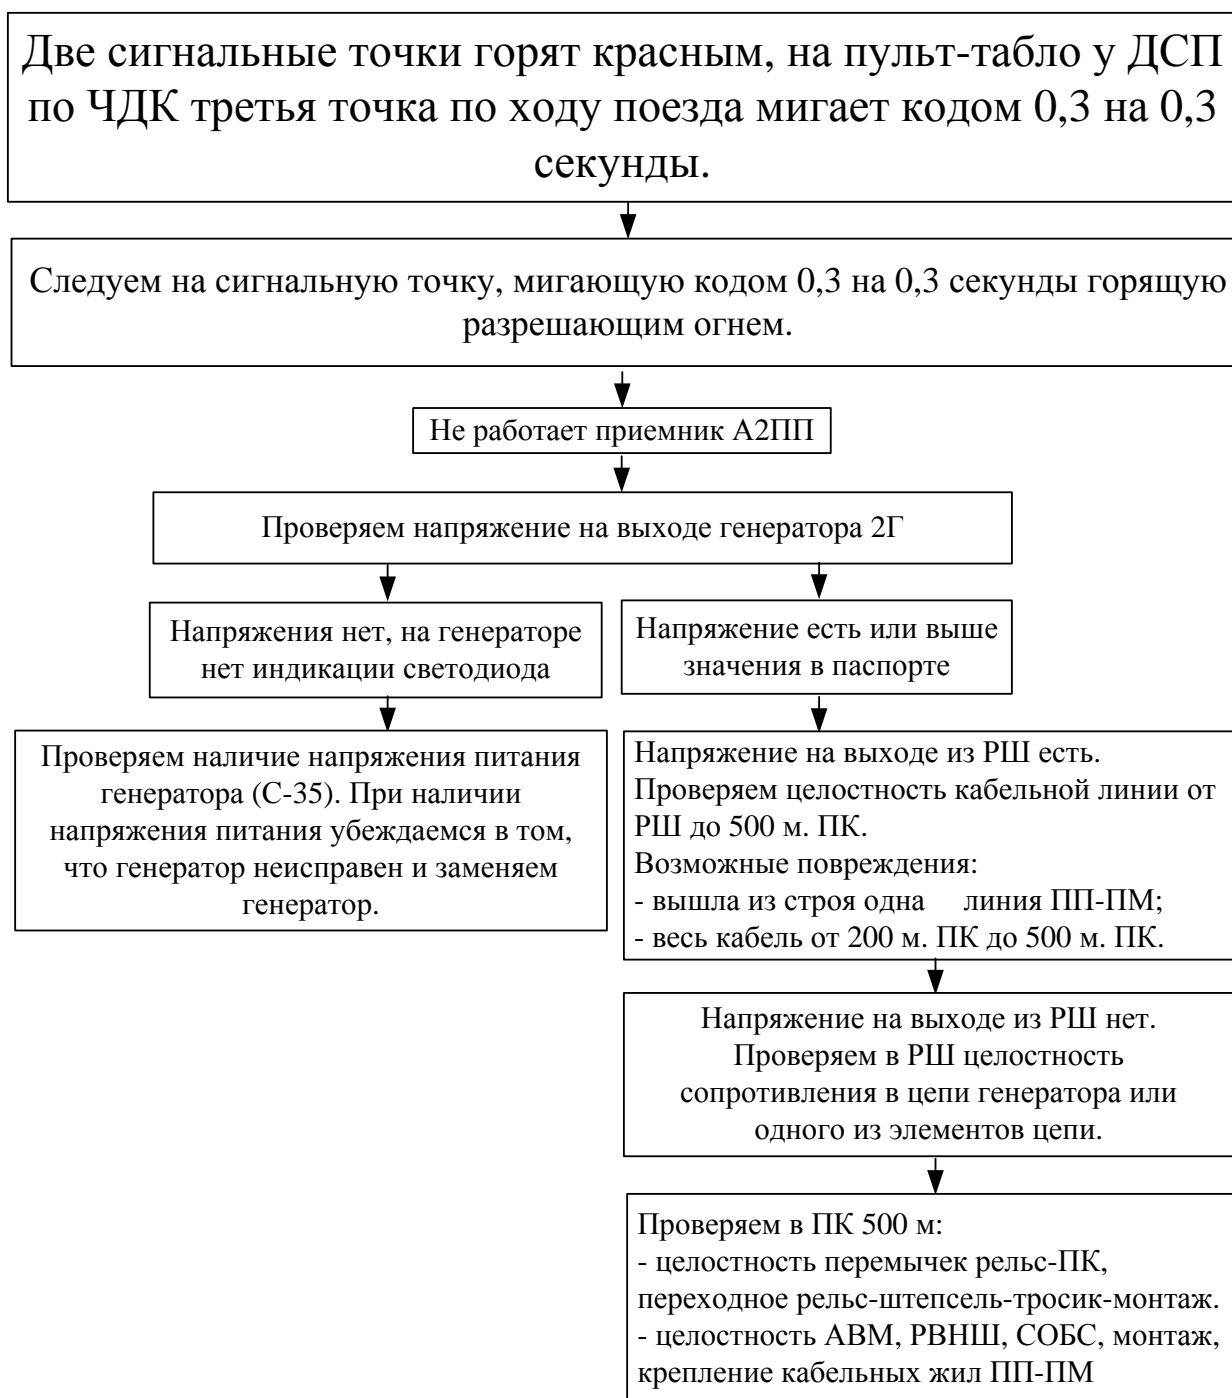 Две сигнальные точки горят красным, на пульт-табло у ДСП
по ЧДК третья точка по ходу поезда мигает кодом 0,3 на 0,3
секунды.
Следуем на сигнальную точку, мигающую кодом 0,3 на 0,3 секунды горящую
разрешающим огнем.
Не работает приемник А2ПП
Проверяем напряжение на выходе генератора 2Г
Напряжения нет, на генераторе
нет индикации светодиода
Напряжение есть или выше
значения в паспорте
Проверяем наличие напряжения питания
генератора (С-35). При наличии
напряжения питания убеждаемся в том,
что генератор неисправен и заменяем
генератор.
Напряжение на выходе из РШ есть.
Проверяем целостность кабельной линии от
РШ до 500 м. ПК.
Возможные повреждения:
- вышла из строя одна линия ПП-ПМ;
- весь кабель от 200 м. ПК до 500 м. ПК.
Напряжение на выходе из РШ нет.
Проверяем в РШ целостность
сопротивления в цепи генератора или
одного из элементов цепи.
Проверяем в ПК 500 м:
- целостность перемычек рельс-ПК,
переходное рельс-штепсель-тросик-монтаж.
- целостность АВМ, РВНШ, СОБС, монтаж,
крепление кабельных жил ПП-ПМ